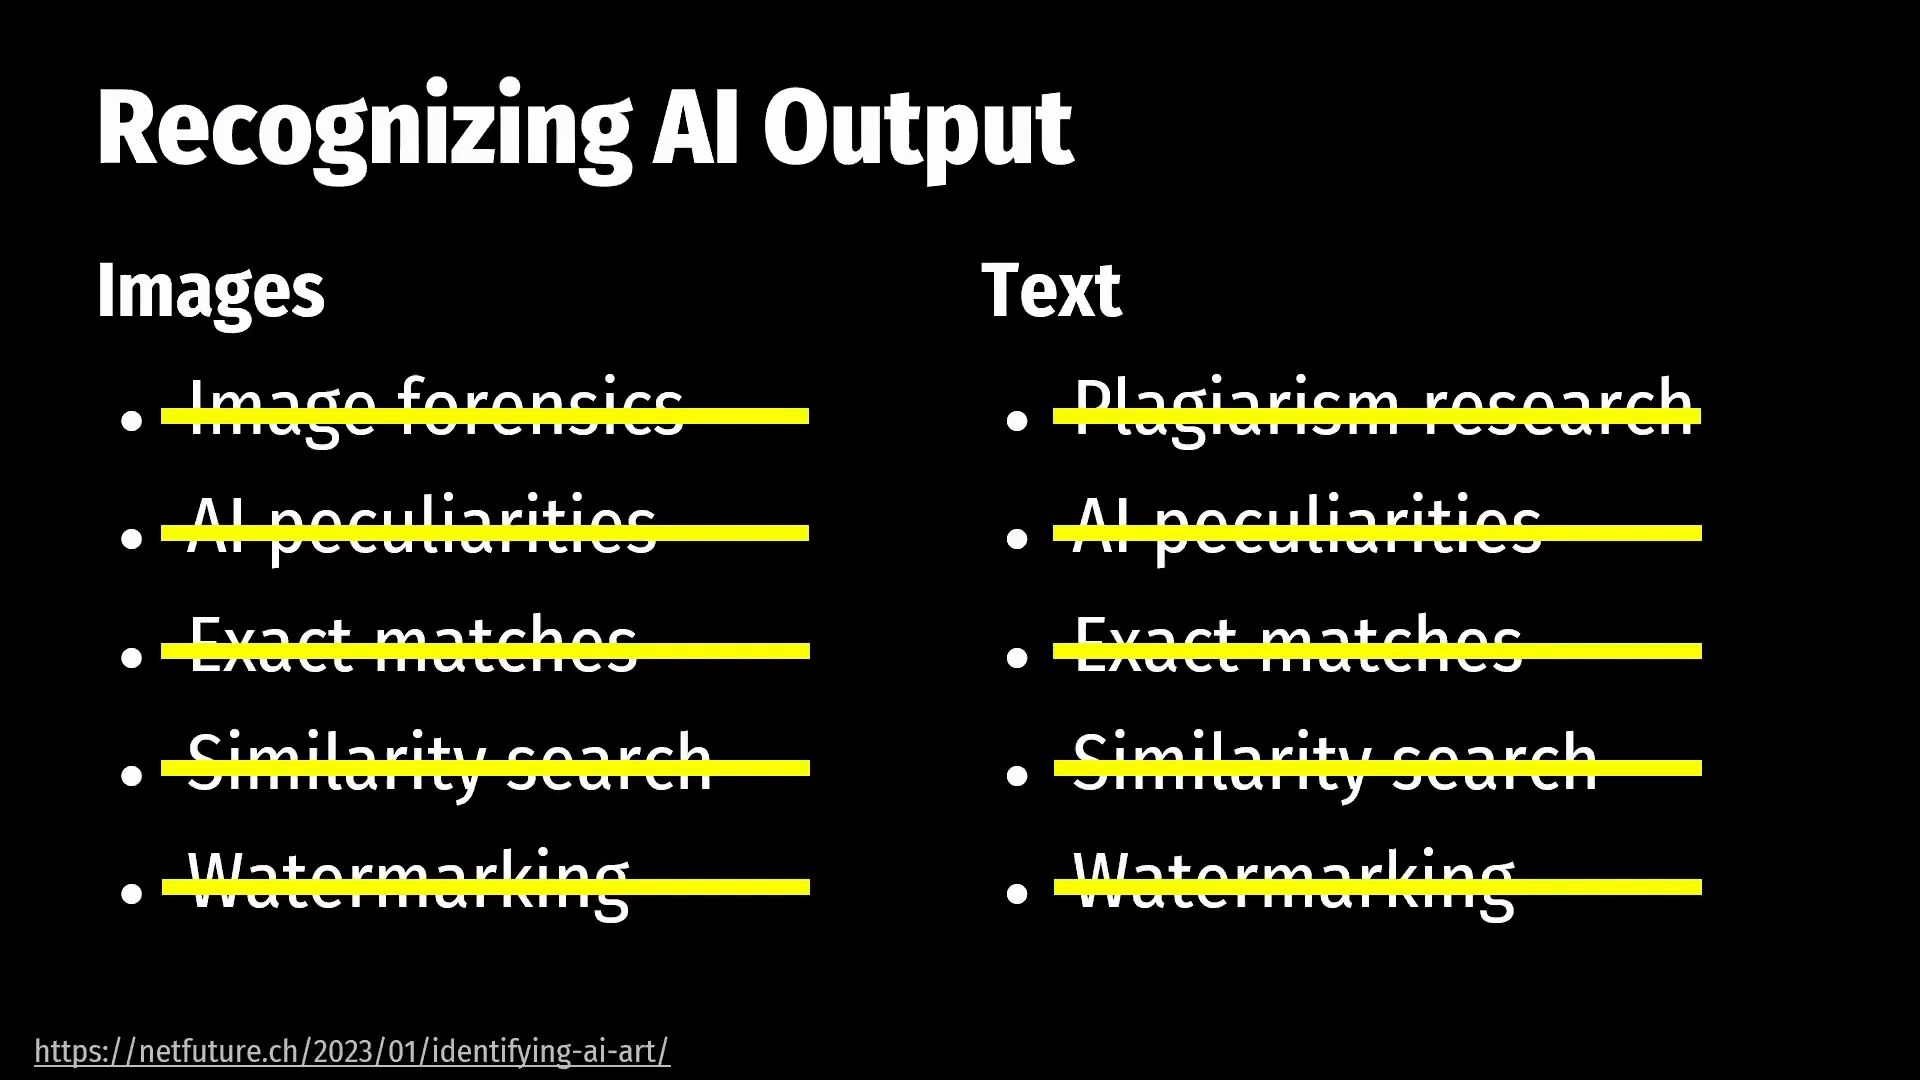 Recognizing AI Output
Images
• Image forensics
• AI peculiarities
• Exact matches
• Similarity search
• Watermarking
Text
• Plagiarism research
• AI peculiarities
• Exact matches
• Similarity search
• Watermarking
https://netfuture.ch/2023/01/identifying-ai-art/